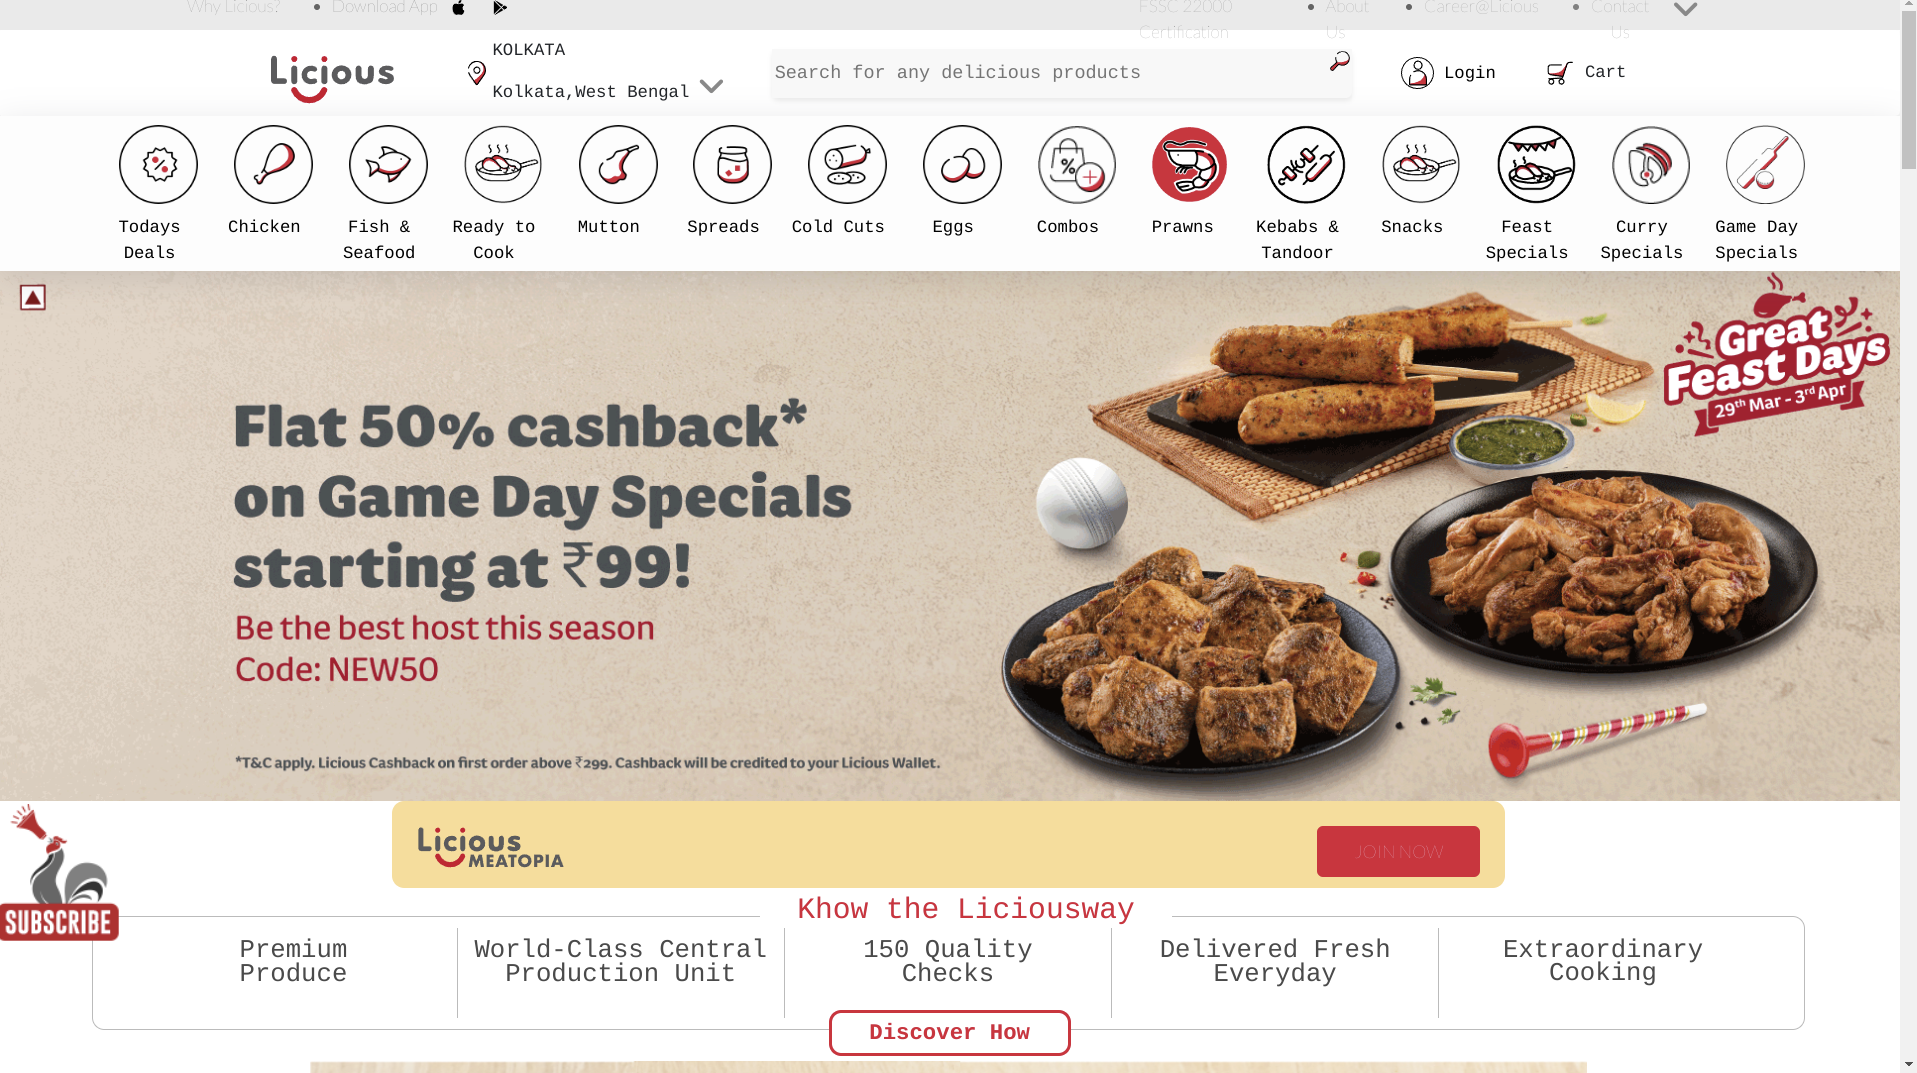 Why Licious?
Download App
FSSC 22000
Certification
About
Us
Career@Licious
Contact
Us
Licious
KOLKATA
Kolkata,West Bengal
Search for any delicious products
Login
Cart
Todays
Deals
Chicken
Fish &
Seafood
Ready to
Cook
Mutton
Spreads
Cold Cuts
Eggs
Combos
Prawns
Kebabs &
Tandoor
Snacks
Feast
Specials
Curry
Specials
Game Day
Specials
Great
Feast Days
29th Mar - 3rd Apr
Flat 50% cashback*
on Game Day Specials
starting at ₹99!
Be the best host this season
Code: NEW50
*T&C apply. Licious Cashback on first order above ₹299. Cashback will be credited to your Licious Wallet.
Licious
MEATOPIA
JOIN NOW
SUBSCRIBE
Khow the Liciousway
Premium
Produce
World-Class Central
Production Unit
150 Quality
Checks
Delivered Fresh
Everyday
Extraordinary
Cooking
Discover How